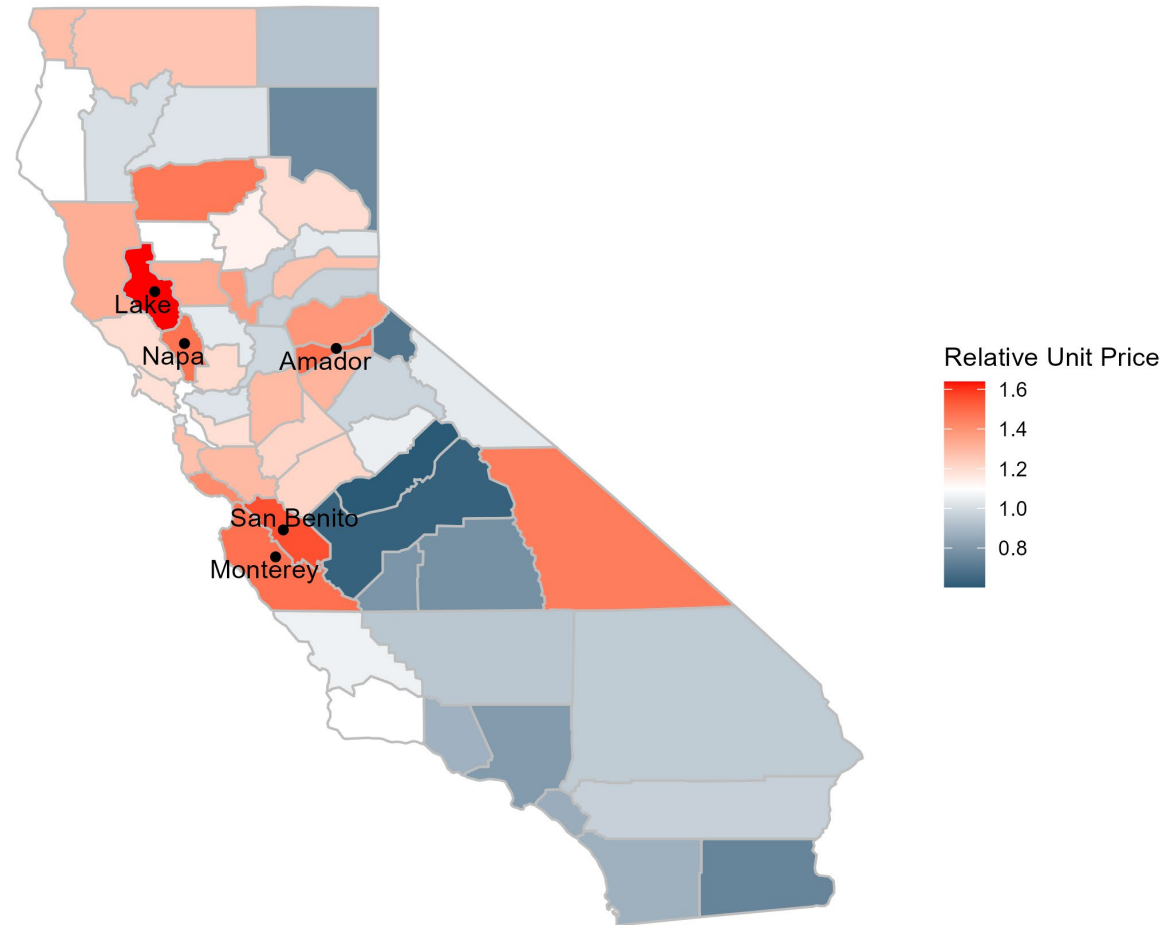 Lake
Napa
Amador
San Benito
Monterey
Relative Unit Price
1.6
1.4
1.2
1.0
0.8